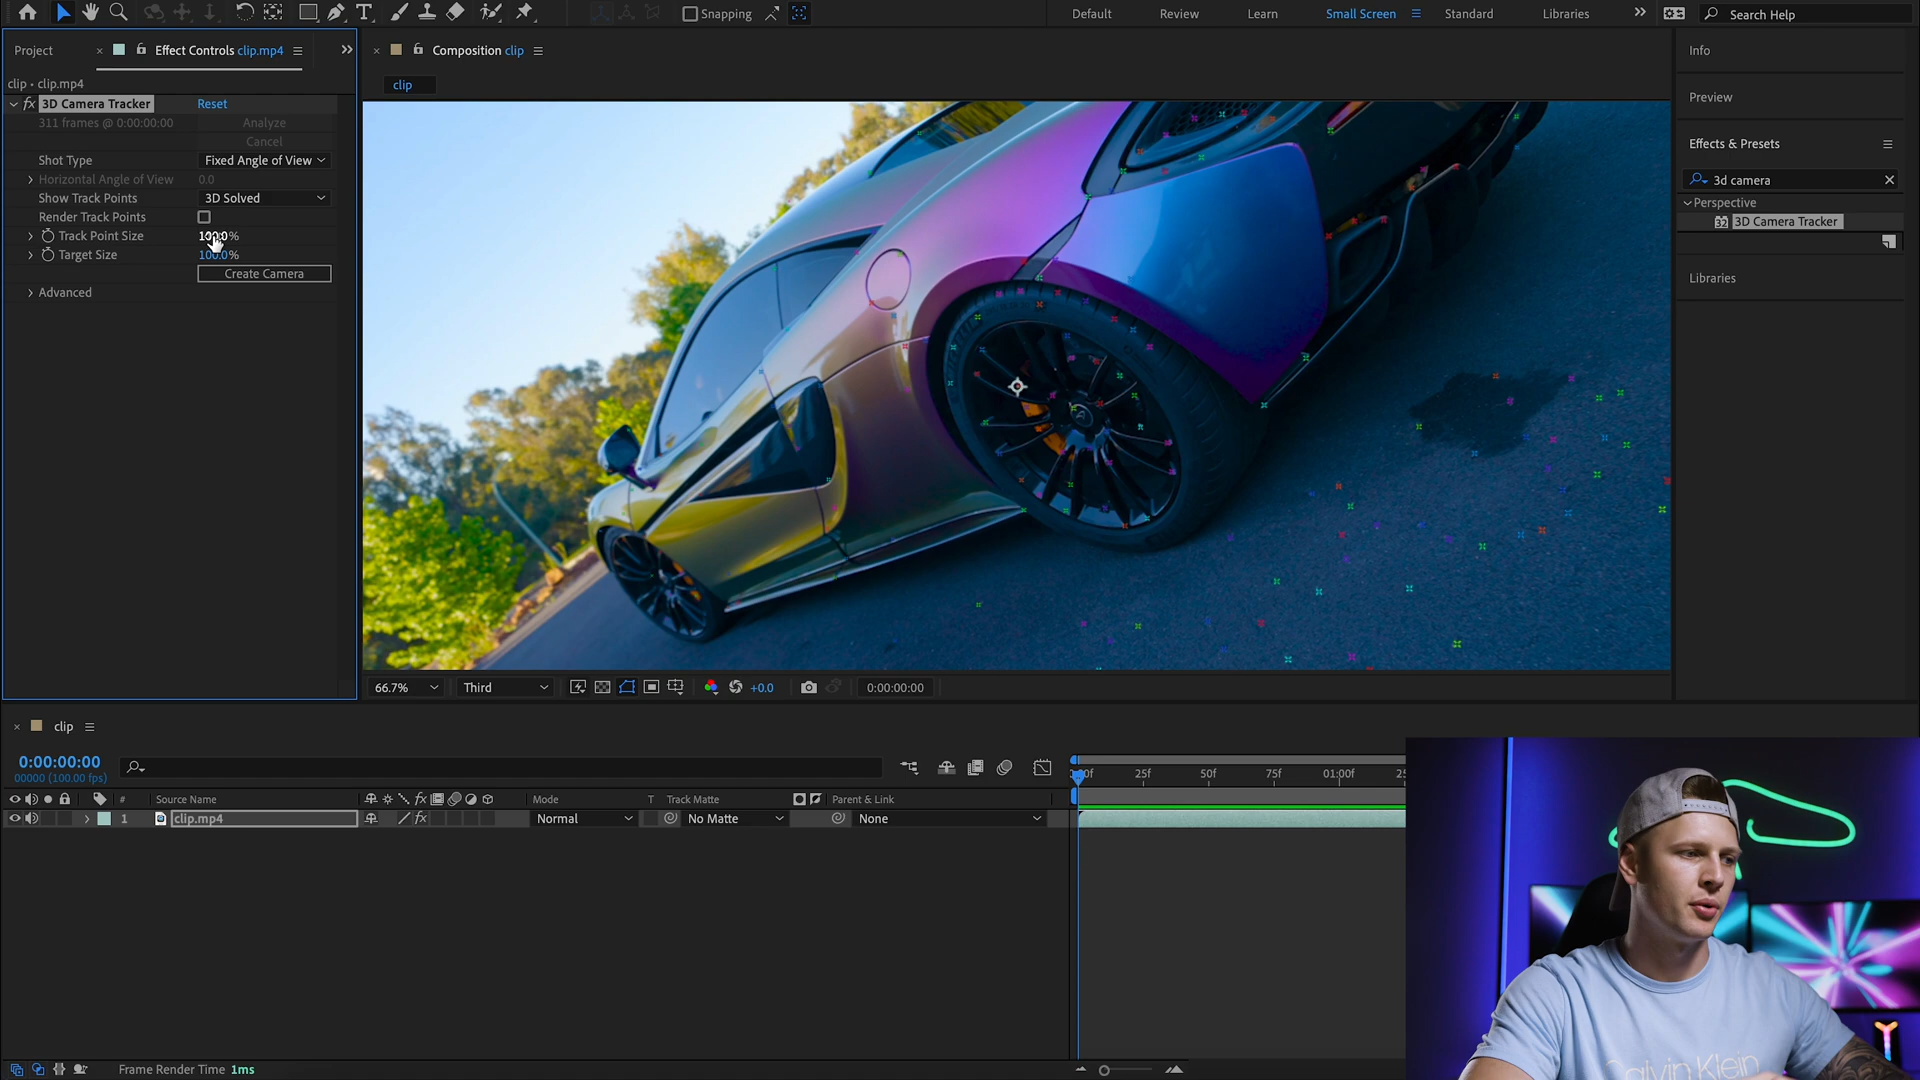 Snapping
Default
Review
Learn
Small Screen
Standard
Libraries
Search Help
Project
Effect Controls clip.mp4
Composition clip
Info
clip • clip.mp4
clip
3D Camera Tracker
Reset
Preview
311 frames @ 0:00:00:00
Analyze
Cancel
Effects & Presets
Shot Type
Fixed Angle of View
Horizontal Angle of View
0.0
3d camera
Show Track Points
3D Solved
Perspective
Render Track Points
3D Camera Tracker
Track Point Size
100.0%
Target Size
100.0%
Create Camera
Libraries
Advanced
66.7%
Third
+0.0
0:00:00:00
clip
0:00:00:00
00000 (100.00 fps)
25f
50f
75f
01:00f
#
Source Name
Mode
T
Track Matte
Parent & Link
1
clip.mp4
Normal
No Matte
None
Calvin Klein
Frame Render Time 1ms